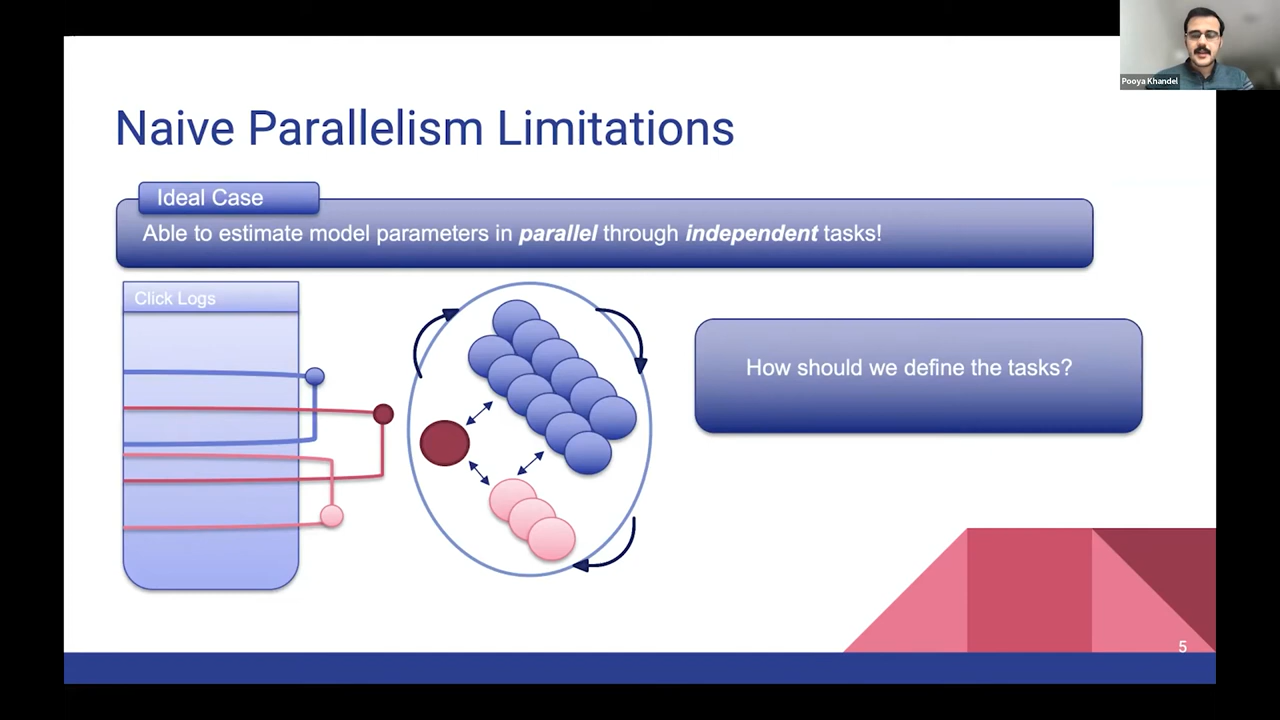 Pooya Khandel
Naive Parallelism Limitations
Ideal Case
Able to estimate model parameters in parallel through independent tasks!
Click Logs
How should we define the tasks?
5